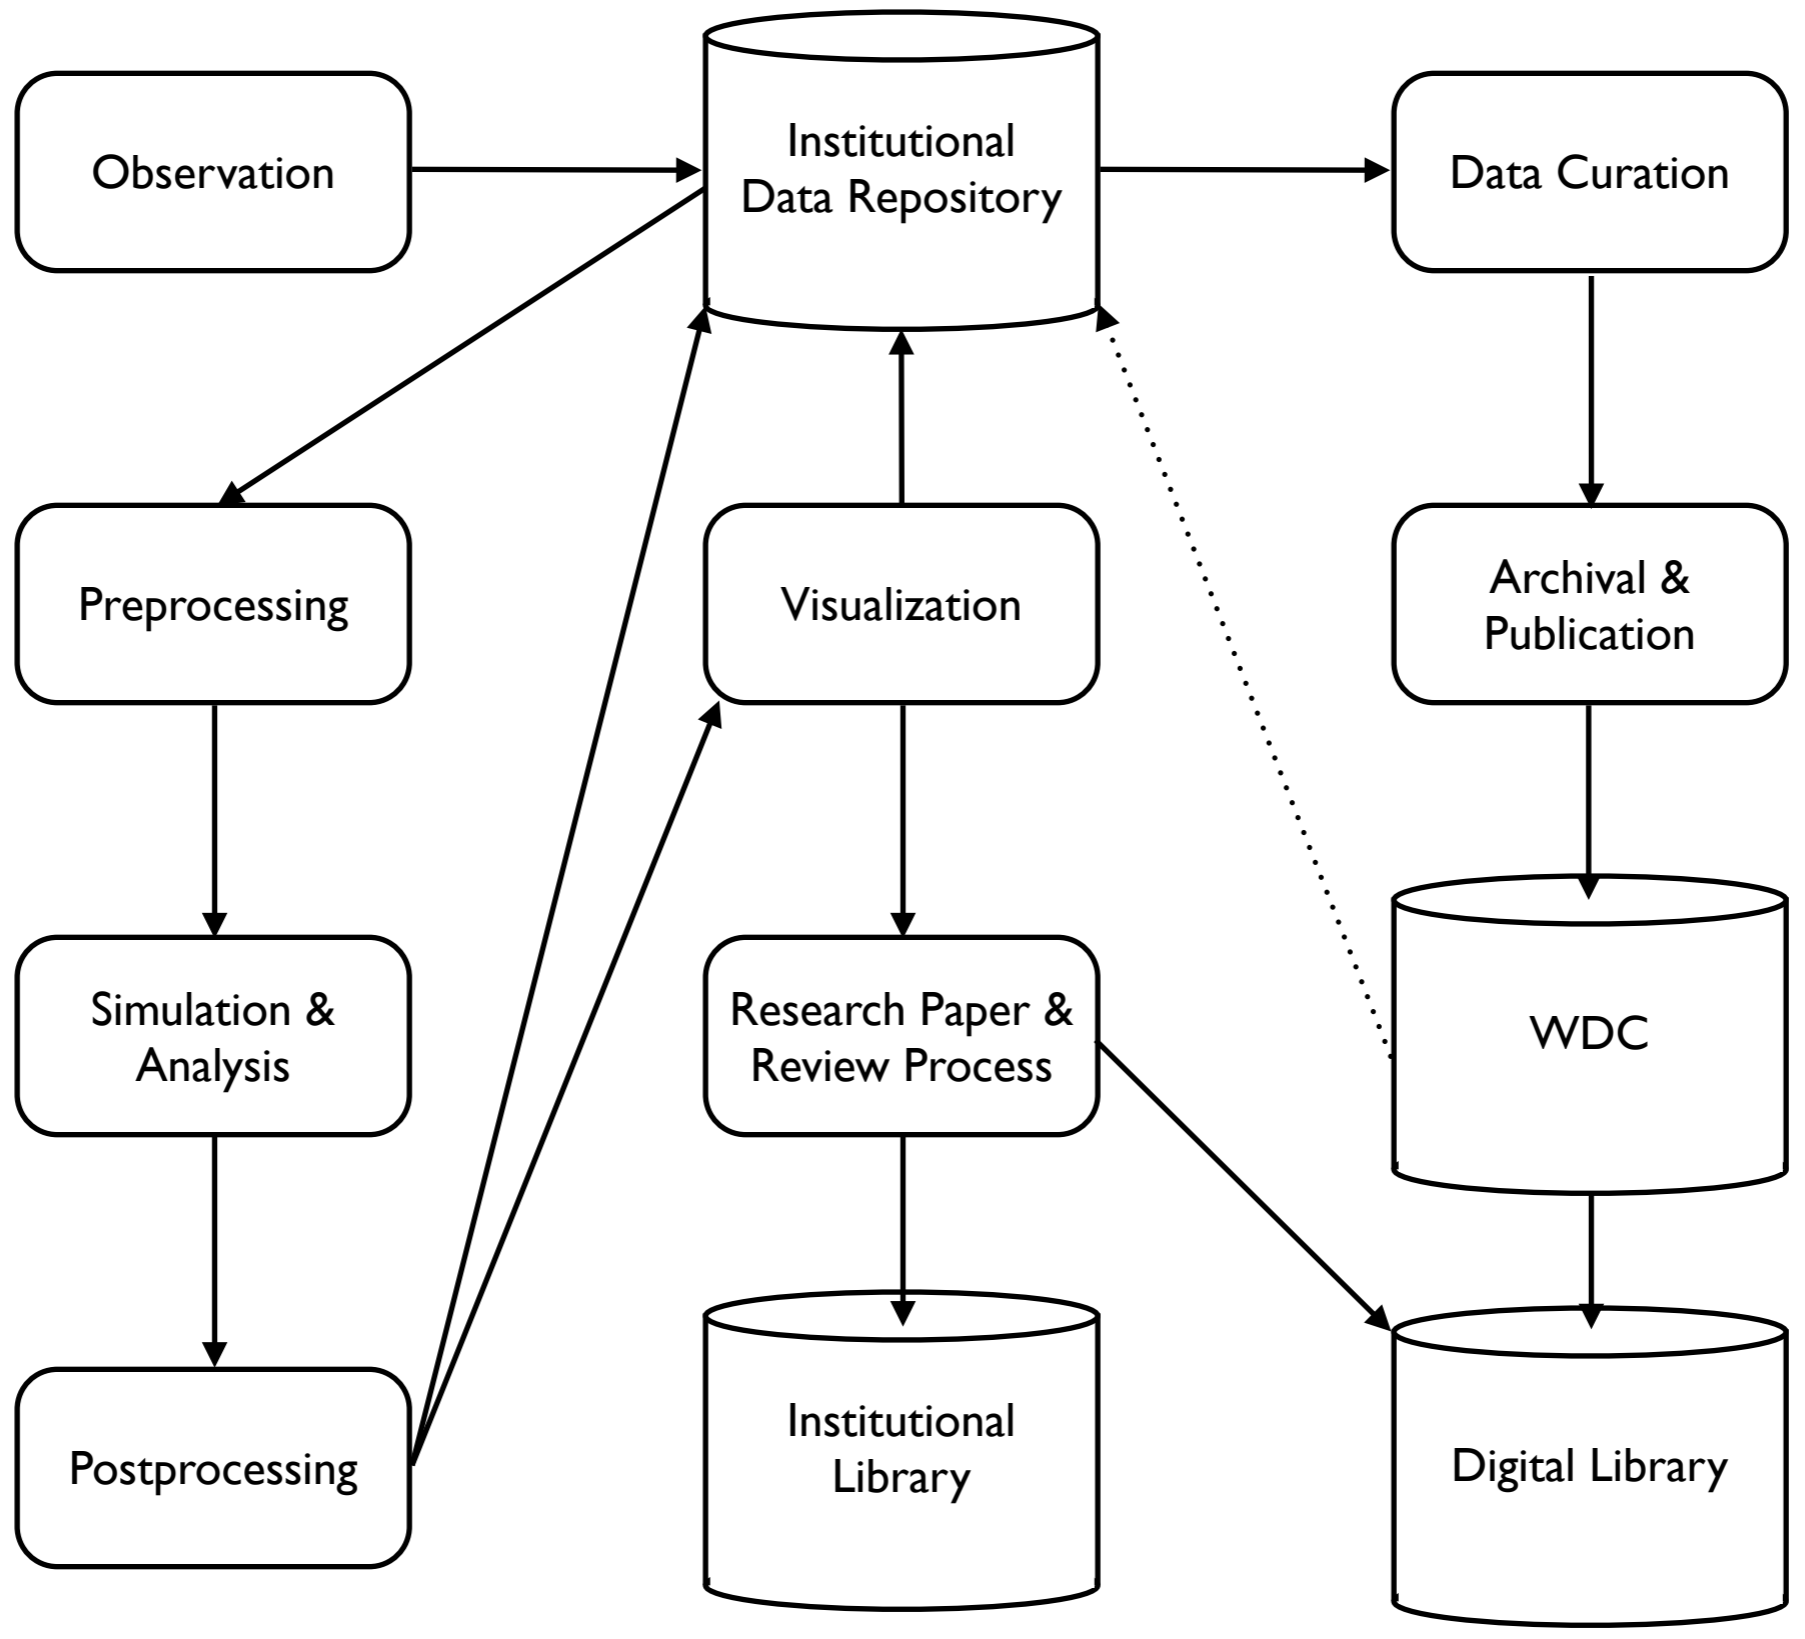 Observation
Institutional
Data Repository
Data Curation
Preprocessing
Visualization
Archival &
Publication
Simulation &
Analysis
Research Paper &
Review Process
WDC
Postprocessing
Institutional
Library
Digital Library